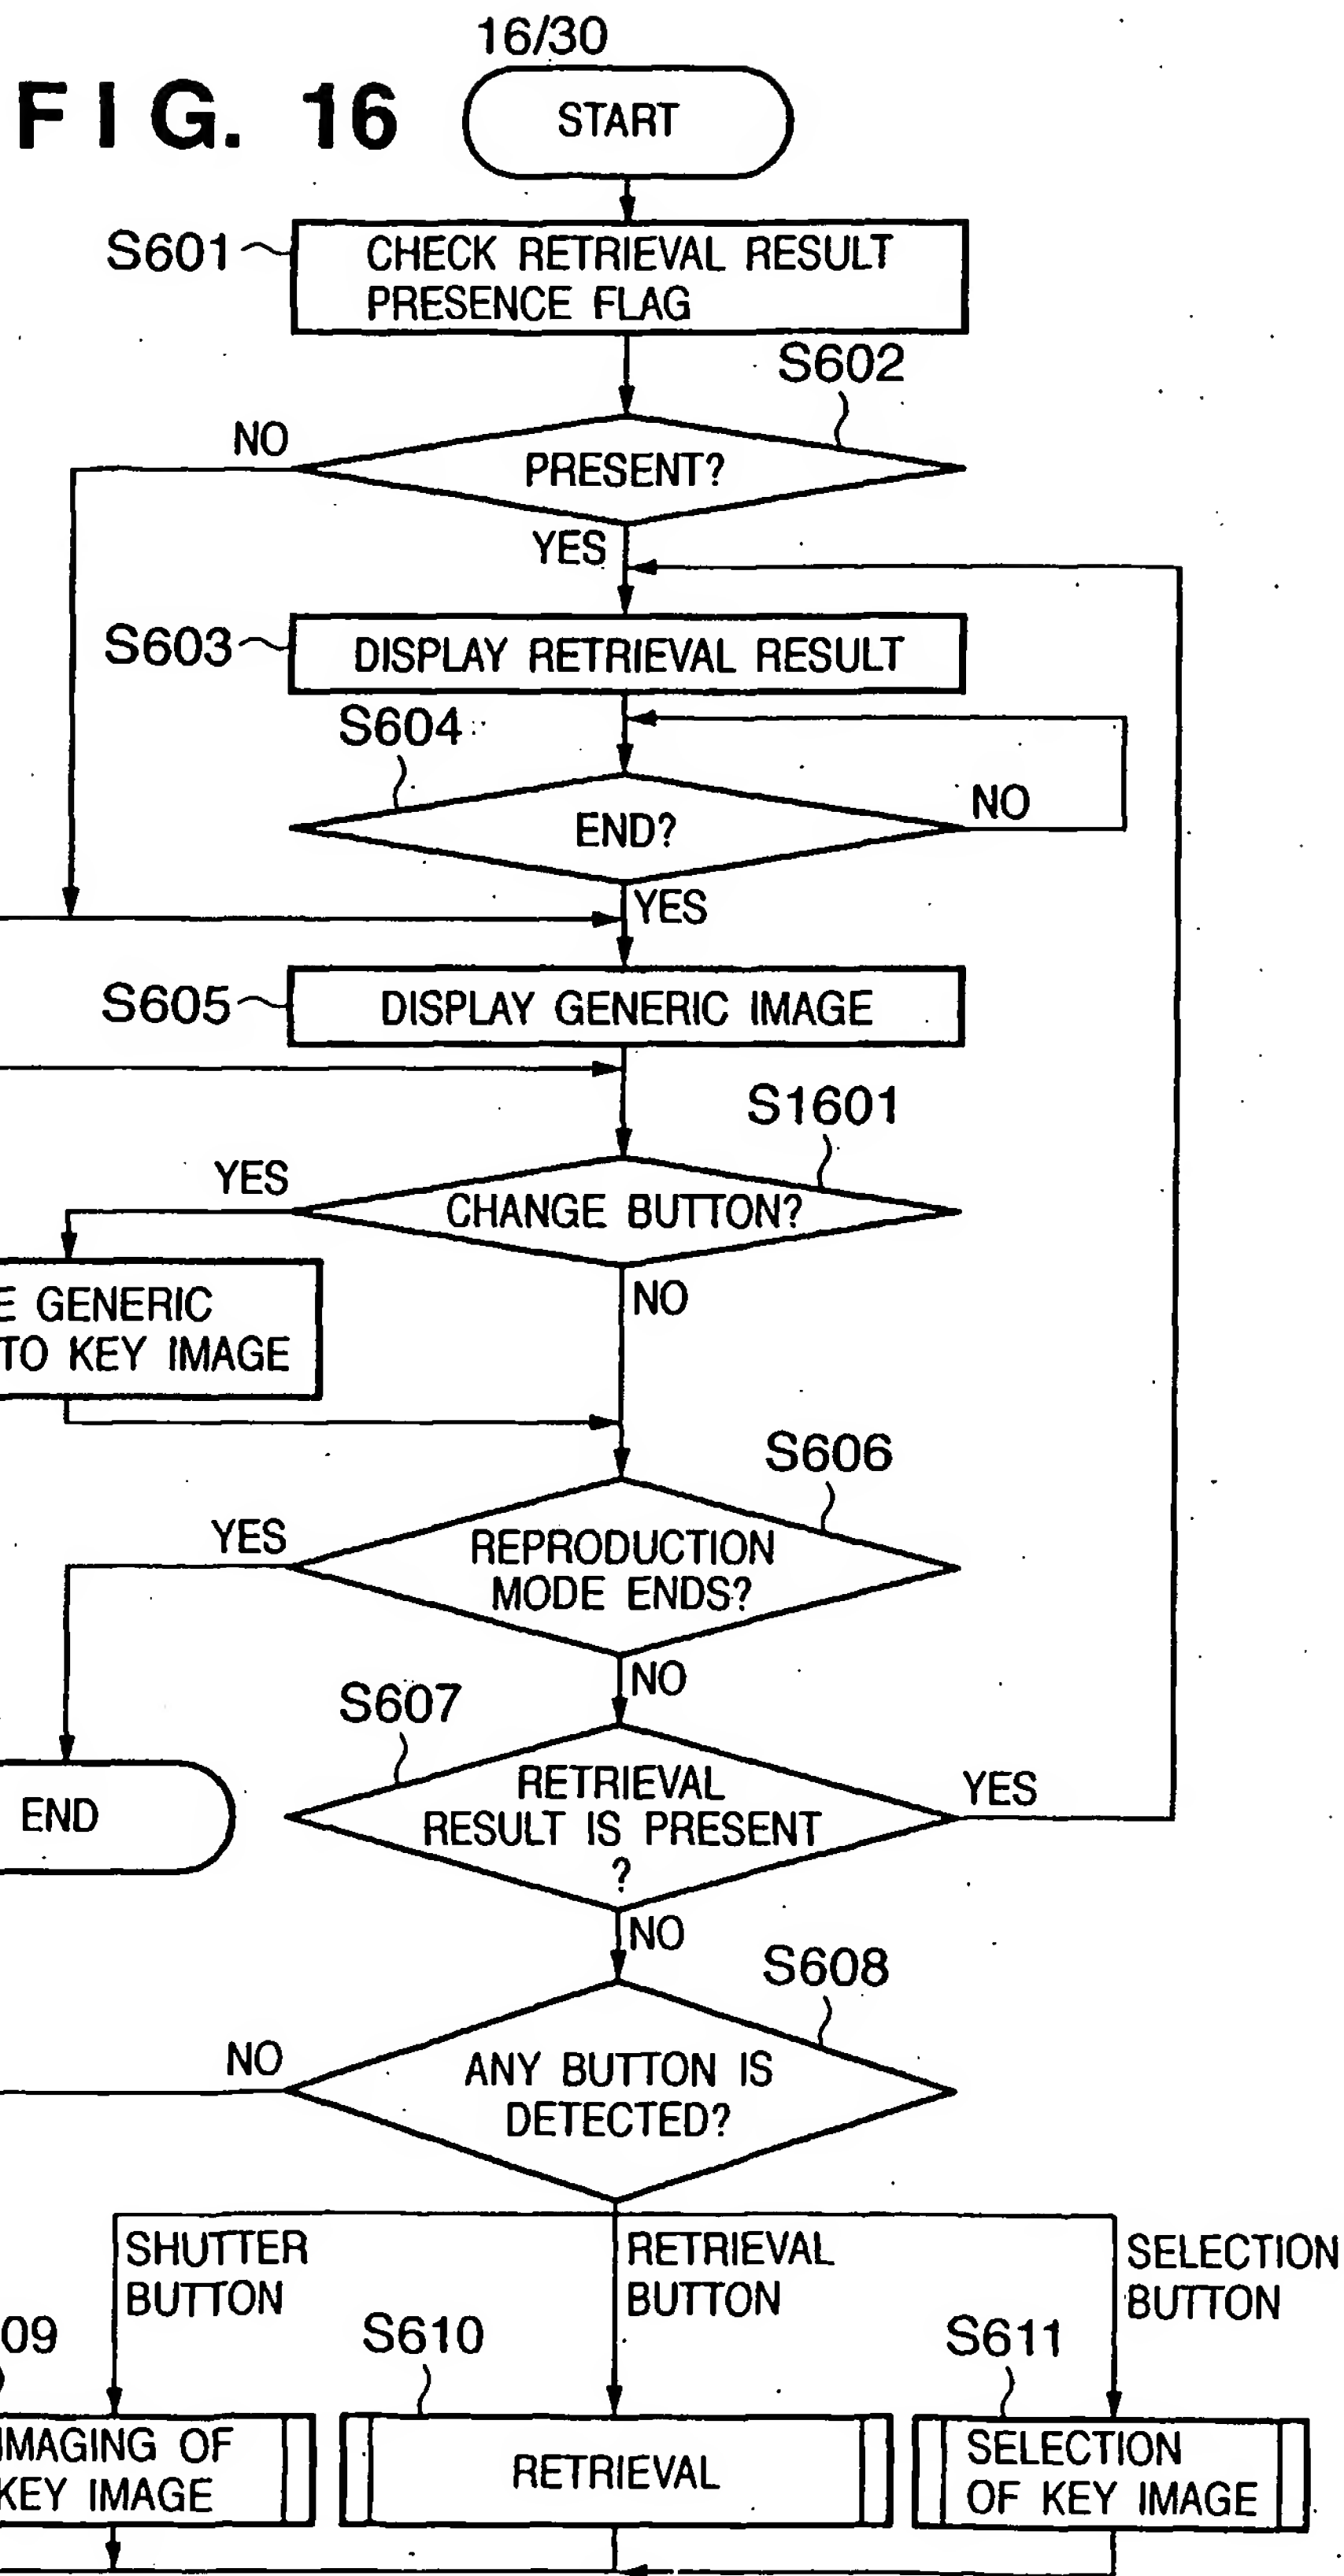 16/30
FIG. 16
START
S601
CHECK RETRIEVAL RESULT
PRESENCE FLAG
S602
NO
PRESENT?
YES
S603
DISPLAY RETRIEVAL RESULT
S604
NO
END?
YES
S605
DISPLAY GENERIC IMAGE
S1601
YES
CHANGE BUTTON?
NO
E GENERIC
TO KEY IMAGE
S606
YES
REPRODUCTION
MODE ENDS?
NO
S607
RETRIEVAL
RESULT IS PRESENT
?
YES
END
NO
S608
NO
ANY BUTTON IS
DETECTED?
SHUTTER
BUTTON
RETRIEVAL
BUTTON
SELECTION
BUTTON
09
S610
S611
IMAGING OF
KEY IMAGE
RETRIEVAL
SELECTION
OF KEY IMAGE